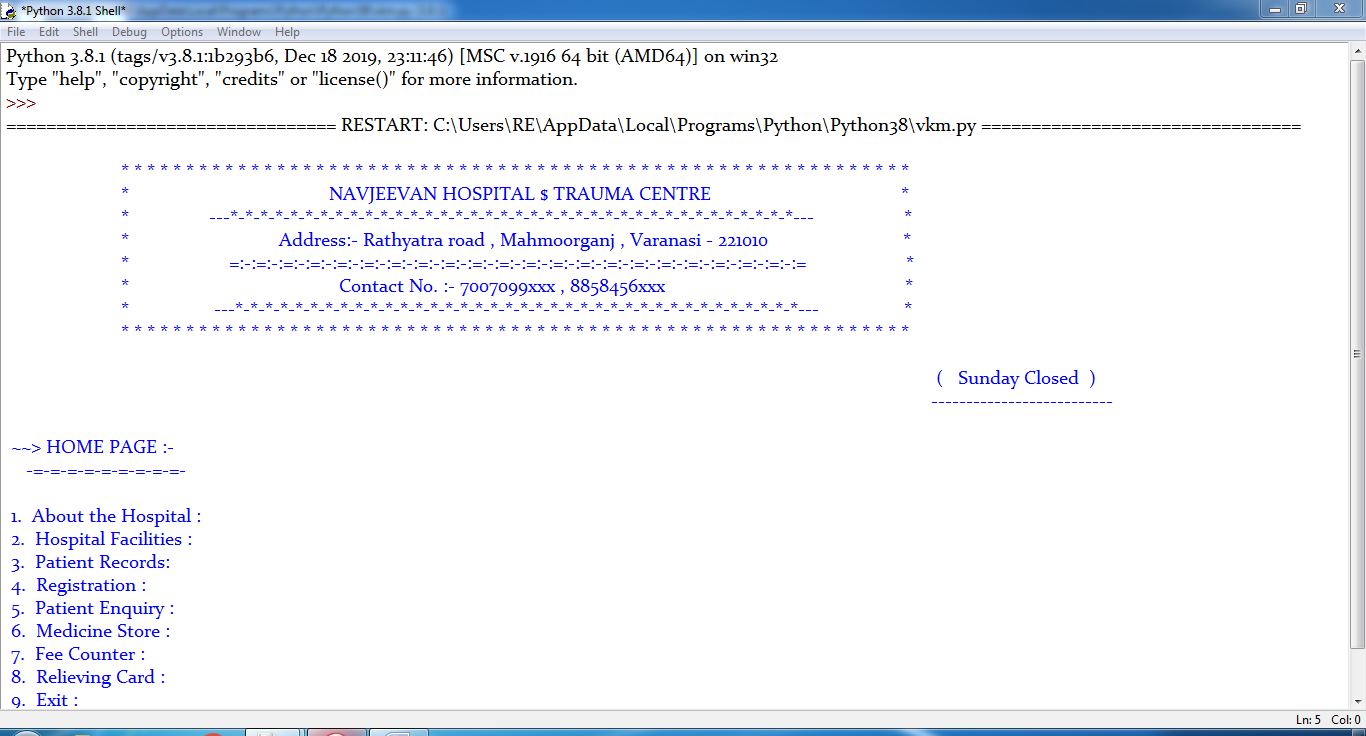 *Python 3.8.1 Shell*
File Edit Shell Debug Options Window Help
Python 3.8.1 (tags/v3.8.1:1b293b6, Dec 18 2019, 23:11:46) [MSC v.1916 64 bit (AMD64)] on win32
Type "help", "copyright", "credits" or "license()" for more information.
>>>
================================= RESTART: C:\Users\RE\AppData\Local\Programs\Python\Python38\vkm.py ================================
* * * * * * * * * * * * * * * * * * * * * * * * * * * * * * * * * * * * * * * * * * * * * * * * * * * * * * * * * * * *
* NAVJEEVAN HOSPITAL $ TRAUMA CENTRE *
* ---*-*-*-*-*-*-*-*-*-*-*-*-*-*-*-*-*-*-*-*-*-*-*-*-*-*-*-*-*-*-*-*-*-*-*-*-*-*--- *
* Address:- Rathyatra road , Mahmoorganj , Varanasi - 221010 *
* =:-:=:-:=:-:=:-:=:-:=:-:=:-:=:-:=:-:=:-:=:-:=:-:=:-:=:-:=:-:=:-:=:-:=:-:=:-:=:-:=:-:= *
* Contact No. :- 7007099xxx , 8858456xxx *
* ---*-*-*-*-*-*-*-*-*-*-*-*-*-*-*-*-*-*-*-*-*-*-*-*-*-*-*-*-*-*-*-*-*-*-*-*-*-*--- *
* * * * * * * * * * * * * * * * * * * * * * * * * * * * * * * * * * * * * * * * * * * * * * * * * * * * * * * * * * * *
( Sunday Closed )
--------------------------
~~> HOME PAGE :-
-=-=-=-=-=-=-=-=-=-
1. About the Hospital :
2. Hospital Facilities :
3. Patient Records:
4. Registration :
5. Patient Enquiry :
6. Medicine Store :
7. Fee Counter :
8. Relieving Card :
9. Exit :
Ln: 5 Col: 0